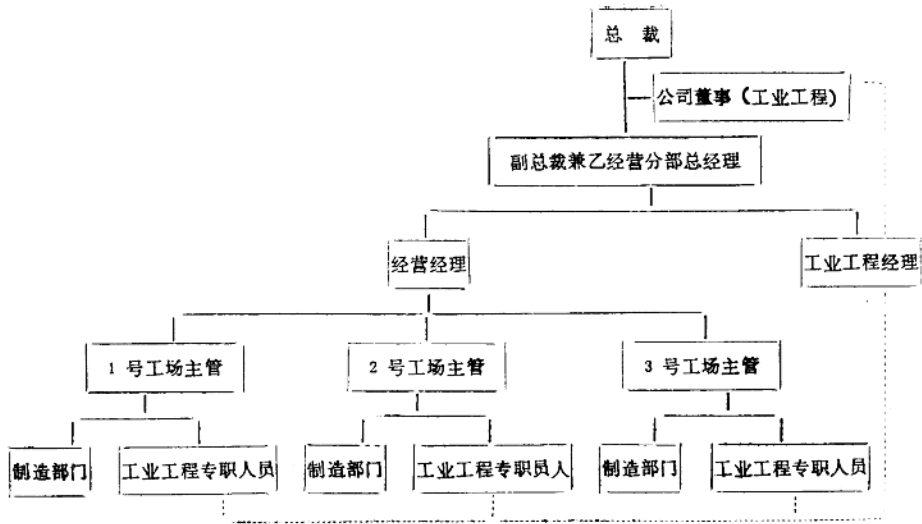 总 裁
公司董事（工业工程)
副总裁兼乙经营分部总经理
经营经理
工业工程经理
1 号工场主管
2 号工场主管
3 号工场主管
制造部门
工业工程专职人员
制造部门
工业工程专职员人
制造部门
工业工程专职人员